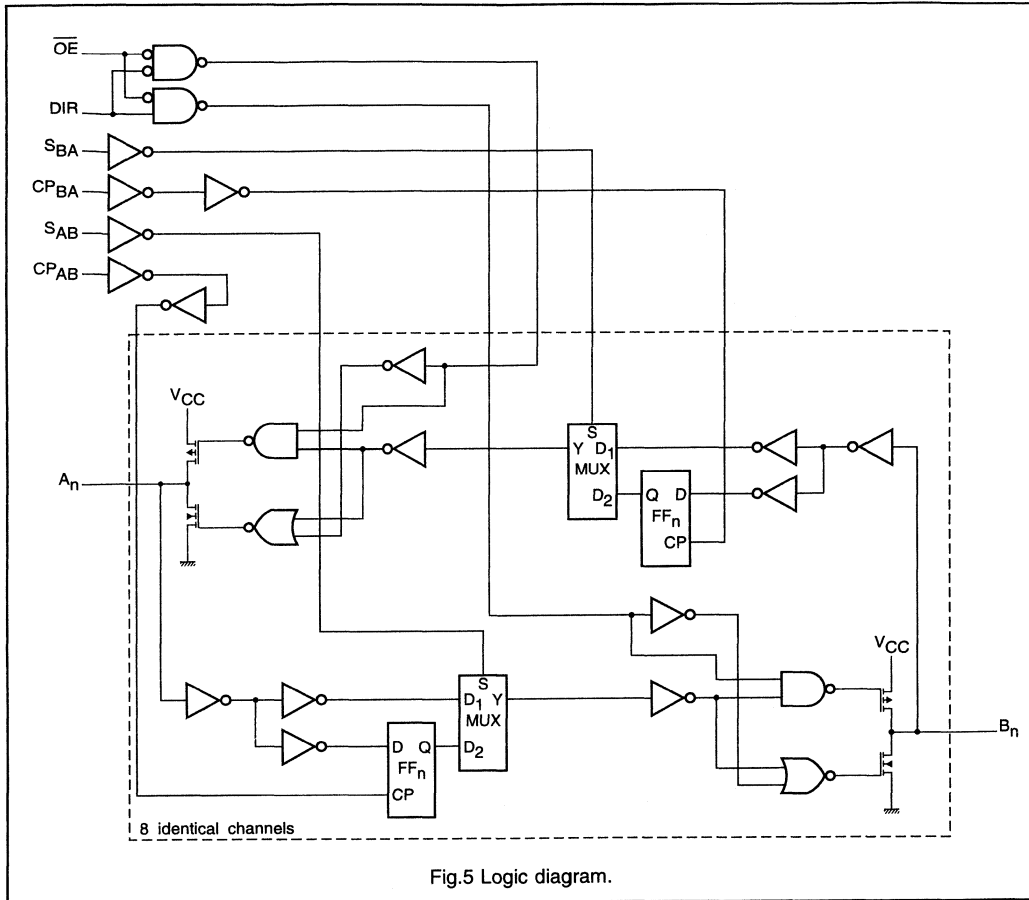 OE
DIR
SBA
CPBA
SAB
CPAB
VCC
An
S
Y D1
MUX
D2
Q D
FFn
CP
S
D1 Y
MUX
D2
D Q
FFn
CP
VCC
Bn
8 identical channels
Fig.5 Logic diagram.